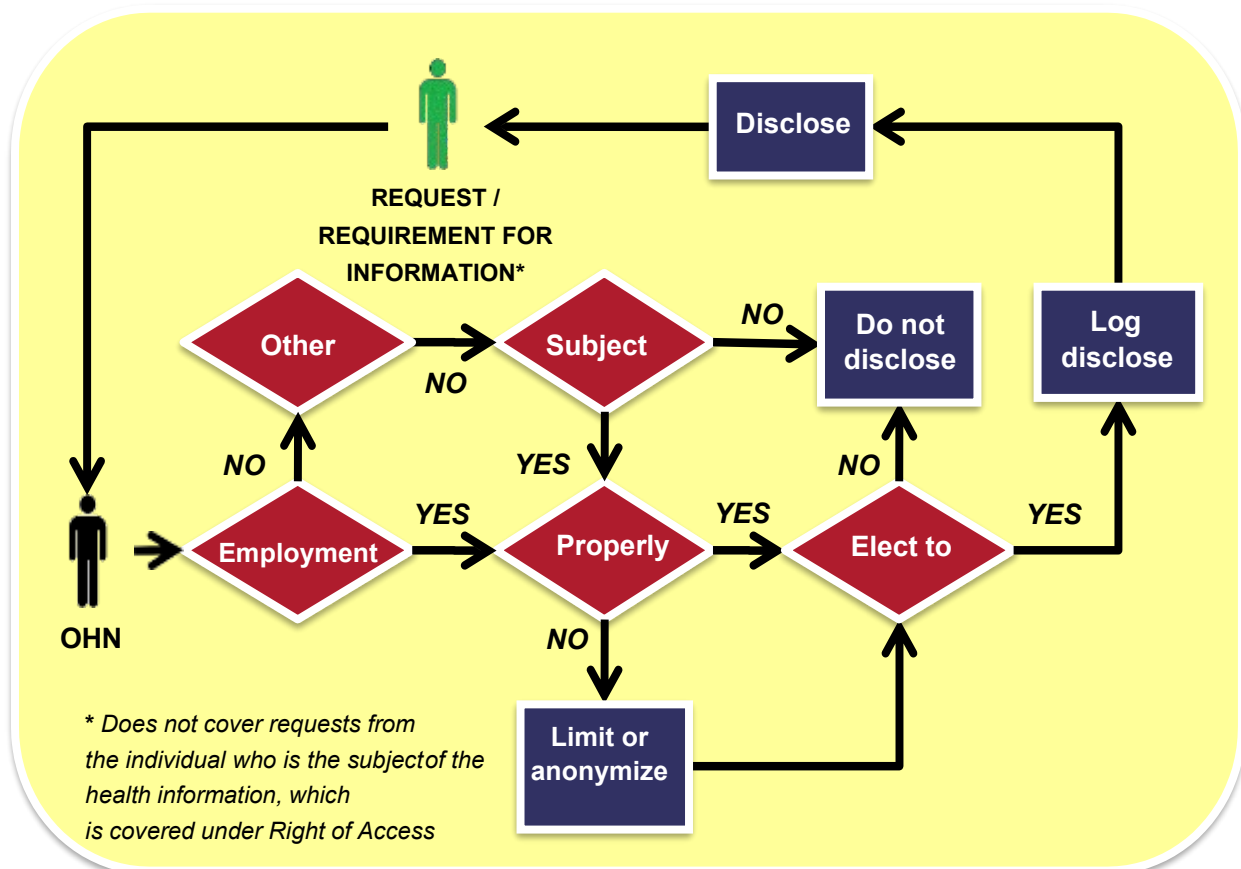 Disclose
REQUEST /
REQUIREMENT FOR
INFORMATION*
Other
NO
Subject
NO
Do not
disclose
Log
disclose
NO
YES
NO
Employment
YES
Properly
YES
Elect to
YES
OHN
NO
Limit or
anonymize
* Does not cover requests from
the individual who is the subjectof the
health information, which
is covered under Right of Access